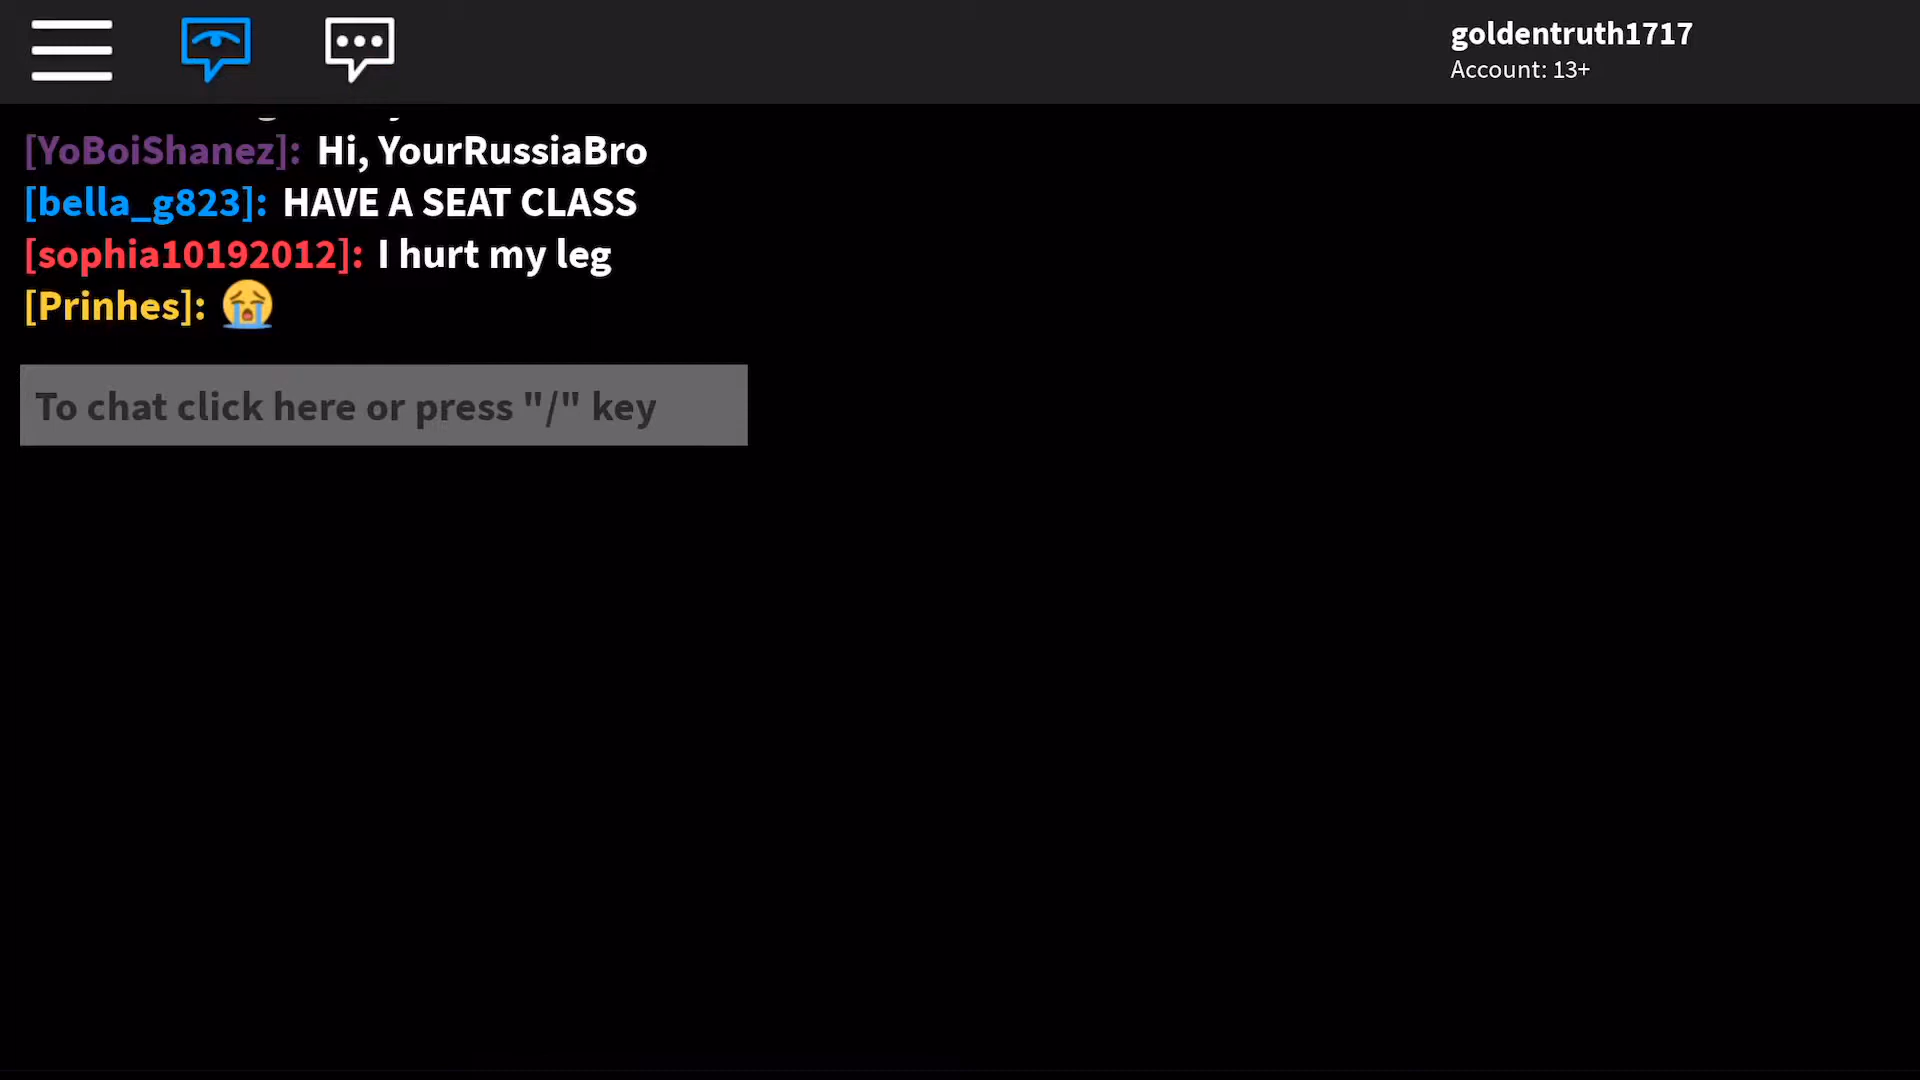 goldentruth1717
Account: 13+
[YoBoiShanez]: Hi, YourRussiaBro
[bella_g823]: HAVE A SEAT CLASS
[sophia10192012]: I hurt my leg
[Prinhes]: 😭
To chat click here or press "/" key